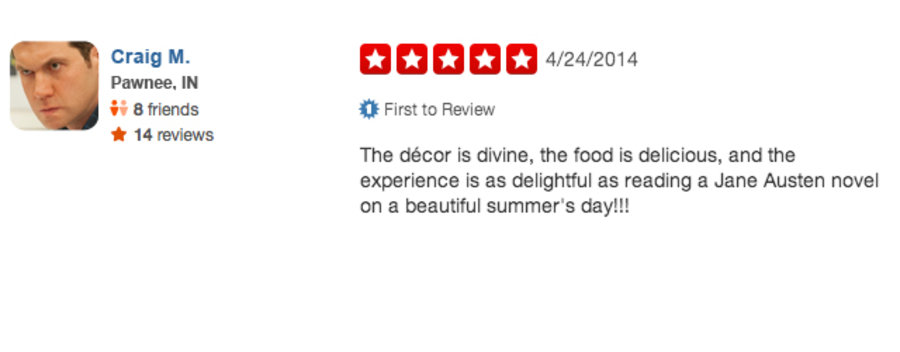 Craig M.
Pawnee, IN
8 friends
14 reviews
4/24/2014
1 First to Review
The décor is divine, the food is delicious, and the
experience is as delightful as reading a Jane Austen novel
on a beautiful summer's day!!!